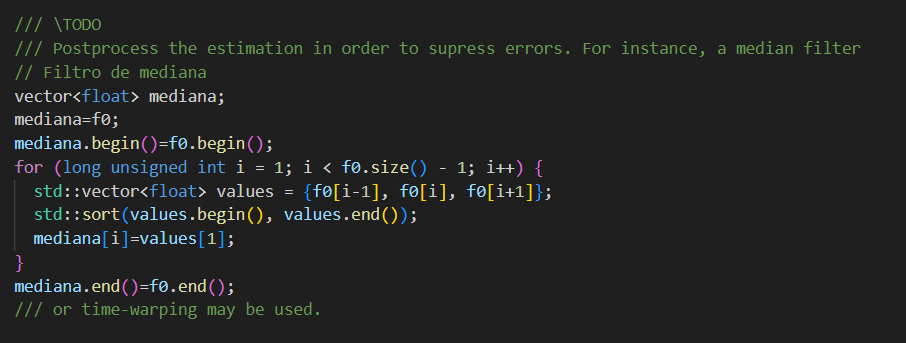 /// \TODO
/// Postprocess the estimation in order to supress errors. For instance, a median filter
// Filtro de mediana
vector<float> mediana;
mediana=f0;
mediana.begin()=f0.begin();
for (long unsigned int i = 1; i < f0.size() - 1; i++) {
  std::vector<float> values = {f0[i-1], f0[i], f0[i+1]};
  std::sort(values.begin(), values.end());
  mediana[i]=values[1];
}
mediana.end()=f0.end();
/// or time-warping may be used.